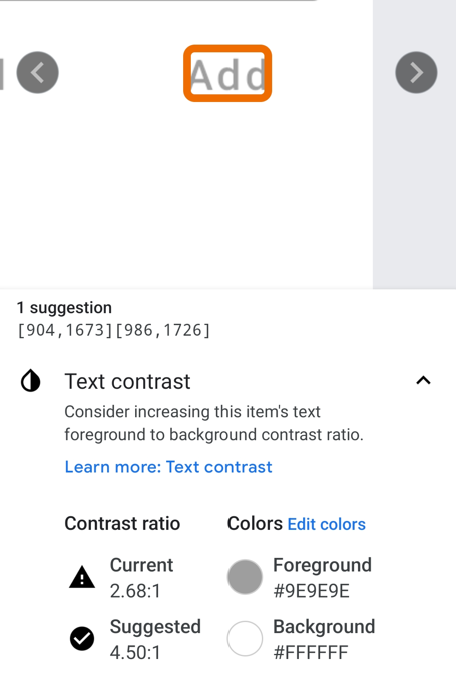 Add
1 suggestion
[904,1673][986,1726]
Text contrast
Consider increasing this item's text
foreground to background contrast ratio.
Learn more: Text contrast
Contrast ratio
Colors Edit colors
Current
2.68:1
Foreground
#9E9E9E
Suggested
4.50:1
Background
#FFFFFF